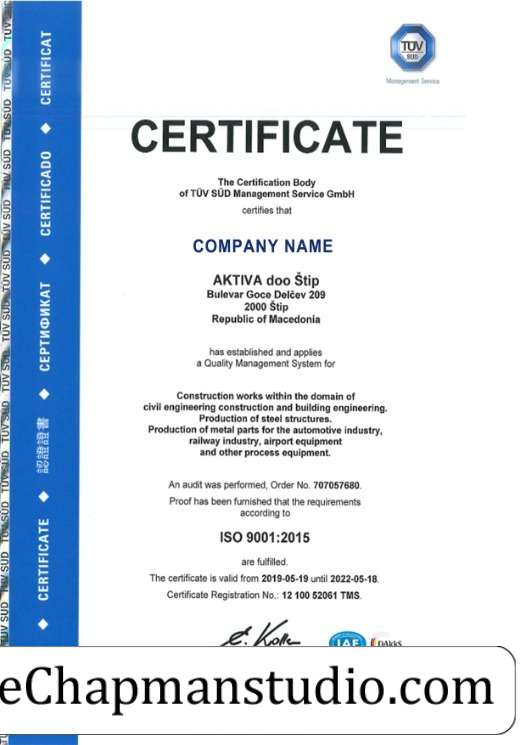 TÜV
SÜD
Management Service
CERTIFICATE
The Certification Body
of TÜV SÜD Management Service GmbH
certifies that
COMPANY NAME
AKTIVA doo Štip
Bulevar Goce Delčev 209
2000 Štip
Republic of Macedonia
has established and applies
a Quality Management System for
Construction works within the domain of
civil engineering construction and building engineering.
Production of steel structures.
Production of metal parts for the automotive industry,
railway industry, airport equipment
and other process equipment.
An audit was performed, Order No. 707057680.
Proof has been furnished that the requirements
according to
ISO 9001:2015
are fulfilled.
The certificate is valid from 2019-05-19 until 2022-05-18.
Certificate Registration No.: 12 100 52061 TMS.
IAF
DAkkS
CERTIFICATE ◆ 認證證書 ◆ СЕРТИФИКАТ ◆ CERTIFICADO ◆ CERTIFICAT
TÜV SÜD TÜV SÜD TÜV SÜD TÜV SÜD TÜV SÜD TÜV SÜD
eChapmanstudio.com